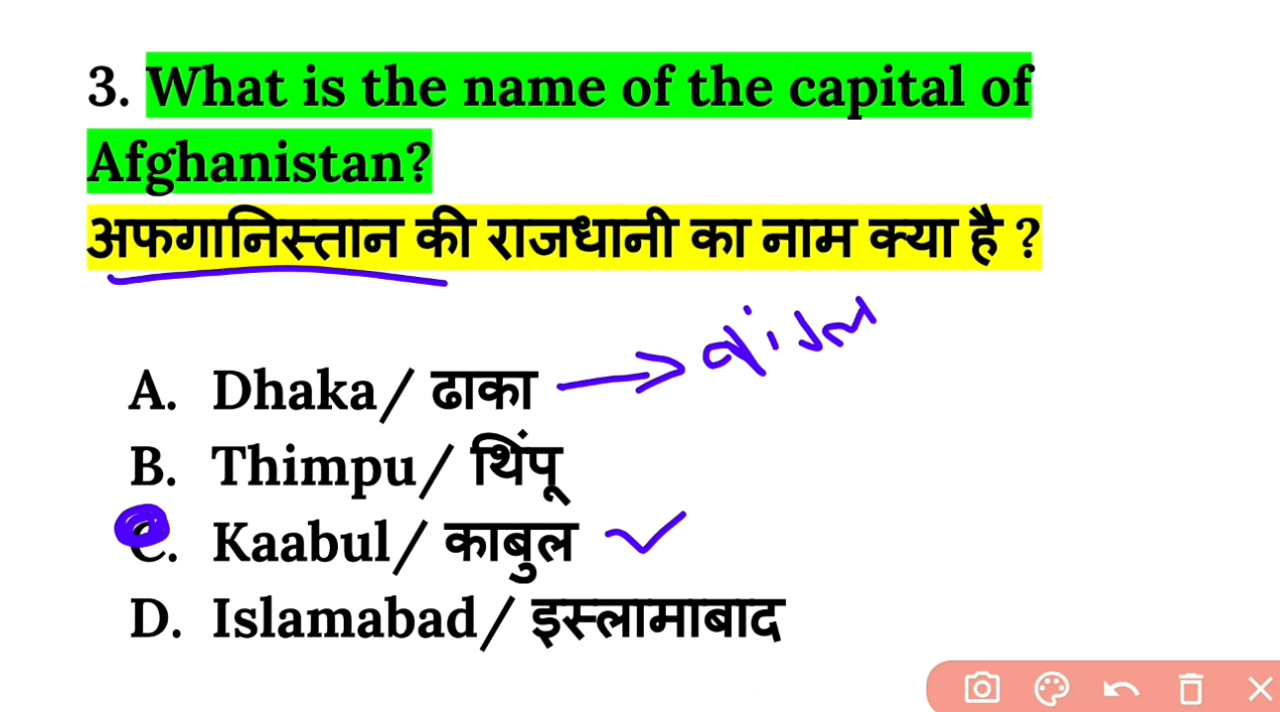 3. What is the name of the capital of
Afghanistan?
अफगानिस्तान की राजधानी का नाम क्या है ?
A. Dhaka/ ढाका
B. Thimpu/ थिंपू
C. Kaabul/ काबुल
D. Islamabad/ इस्लामाबाद